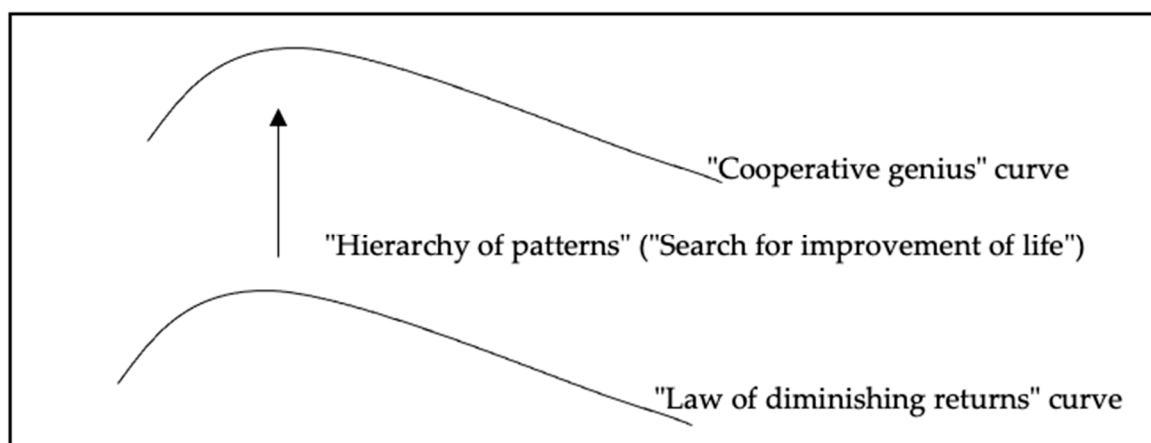 "Cooperative genius" curve
"Hierarchy of patterns" ("Search for improvement of life")
"Law of diminishing returns" curve